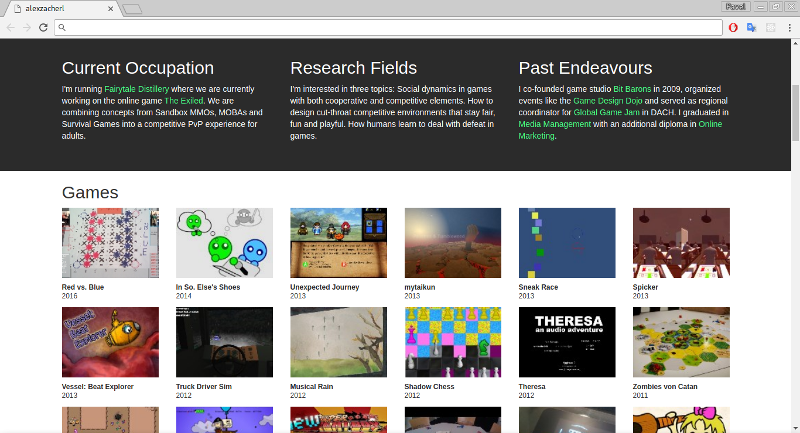 alexzacherl
Pavel
Current Occupation
I'm running Fairytale Distillery where we are currently
working on the online game The Exiled. We are
combining concepts from Sandbox MMOs, MOBAs and
Survival Games into a competitive PvP experience for
adults.
Research Fields
I'm interested in three topics: Social dynamics in games
with both cooperative and competitive elements. How to
design cut-throat competitive environments that stay fair,
fun and playful. How humans learn to deal with defeat in
games.
Past Endeavours
I co-founded game studio Bit Barons in 2009, organized
events like the Game Design Dojo and served as regional
coordinator for Global Game Jam in DACH. I graduated in
Media Management with an additional diploma in Online
Marketing.
Games
Red vs. Blue
2016
In So. Else's Shoes
2014
Unexpected Journey
2013
mytaikun
2013
Sneak Race
2013
Spicker
2013
Vessel:
Beat
Explorer
THERESA
an audio adventure
Vessel: Beat Explorer
2013
Truck Driver Sim
2012
Musical Rain
2012
Shadow Chess
2012
Theresa
2012
Zombies von Catan
2011
NEW